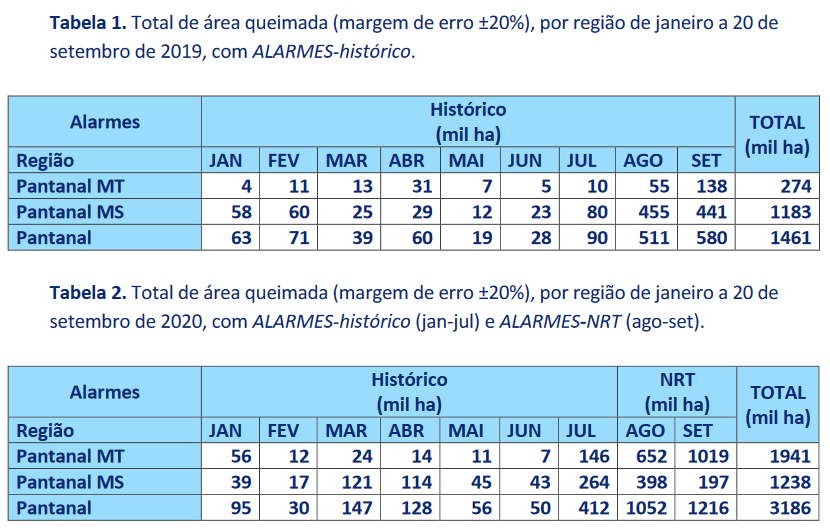 Tabela 1. Total de área queimada (margem de erro ±20%), por região de janeiro a 20 de
setembro de 2019, com ALARMES-histórico.
Alarmes Histórico (mil ha) TOTAL (mil ha)
Região JAN FEV MAR ABR MAI JUN JUL AGO SET
Pantanal MT 4 11 13 31 7 5 10 55 138 274
Pantanal MS 58 60 25 29 12 23 80 455 441 1183
Pantanal 63 71 39 60 19 28 90 511 580 1461
Tabela 2. Total de área queimada (margem de erro ±20%), por região de janeiro a 20 de
setembro de 2020, com ALARMES-histórico (jan-jul) e ALARMES-NRT (ago-set).
Alarmes Histórico (mil ha) NRT (mil ha) TOTAL (mil ha)
Região JAN FEV MAR ABR MAI JUN JUL AGO SET
Pantanal MT 56 12 24 14 11 7 146 652 1019 1941
Pantanal MS 39 17 121 114 45 43 264 398 197 1238
Pantanal 95 30 147 128 56 50 412 1052 1216 3186